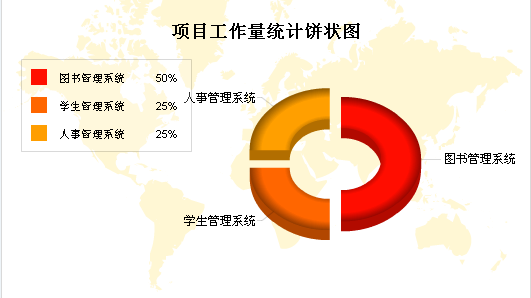 项目工作量统计饼状图
图书管理系统 50%
学生管理系统 25%
人事管理系统 25%
人事管理系统
图书管理系统
学生管理系统